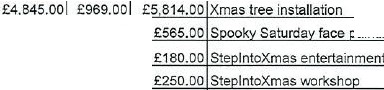 £4,845.00 £969.00 £5,814.00 Xmas tree installation
£565.00 Spooky Saturday face
£180.00 StepIntoXmas entertainment
£250.00 StepIntoXmas workshop